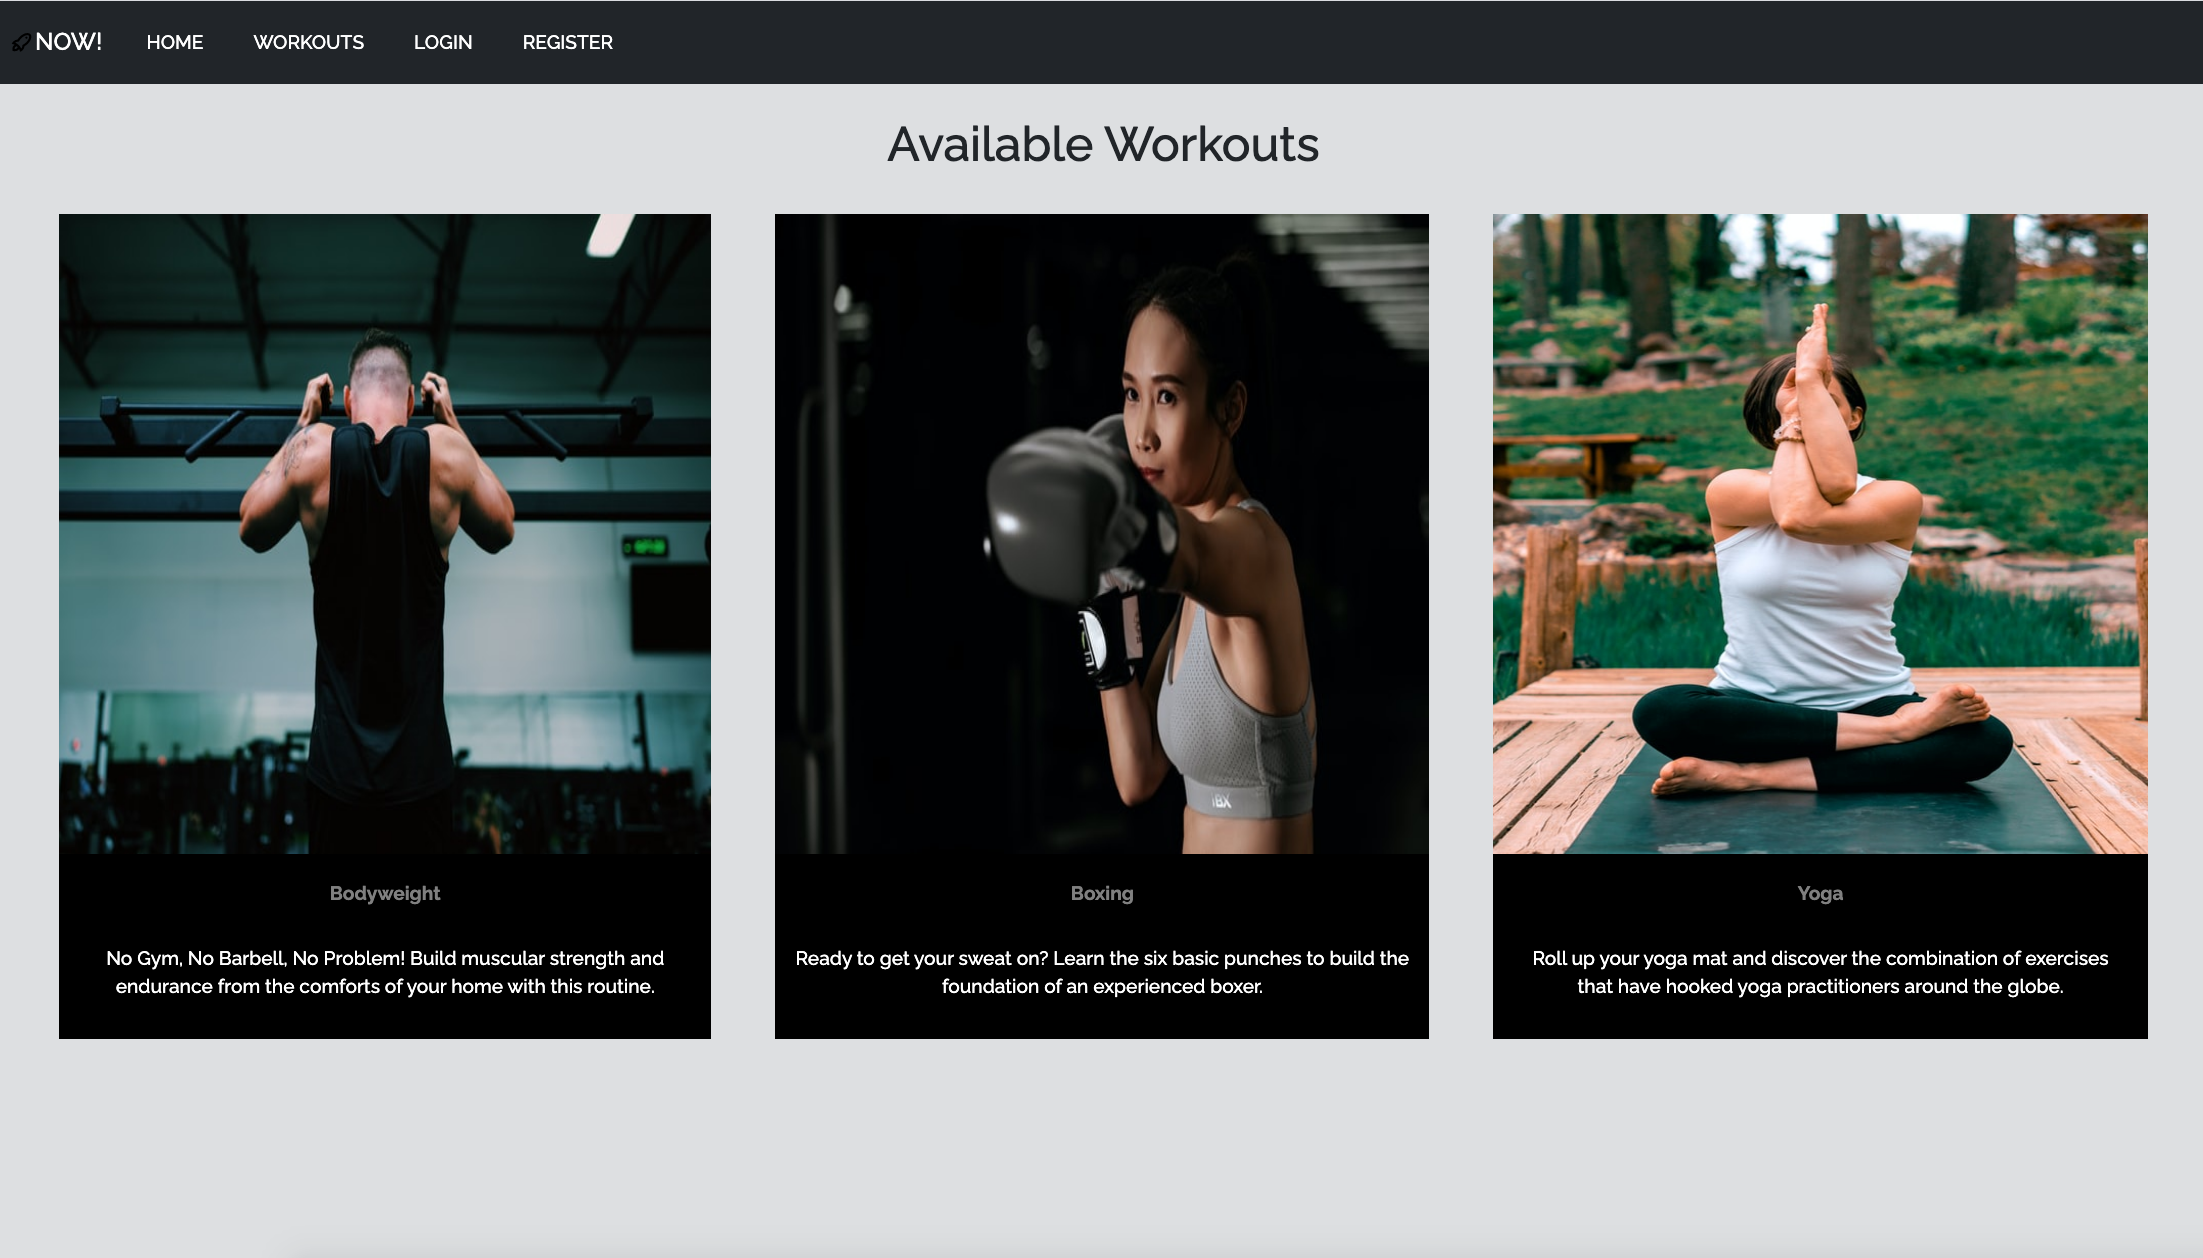 NOW! HOME WORKOUTS LOGIN REGISTER
Available Workouts
Bodyweight
No Gym, No Barbell, No Problem! Build muscular strength and
endurance from the comforts of your home with this routine.
Boxing
Ready to get your sweat on? Learn the six basic punches to build the
foundation of an experienced boxer.
Yoga
Roll up your yoga mat and discover the combination of exercises
that have hooked yoga practitioners around the globe.